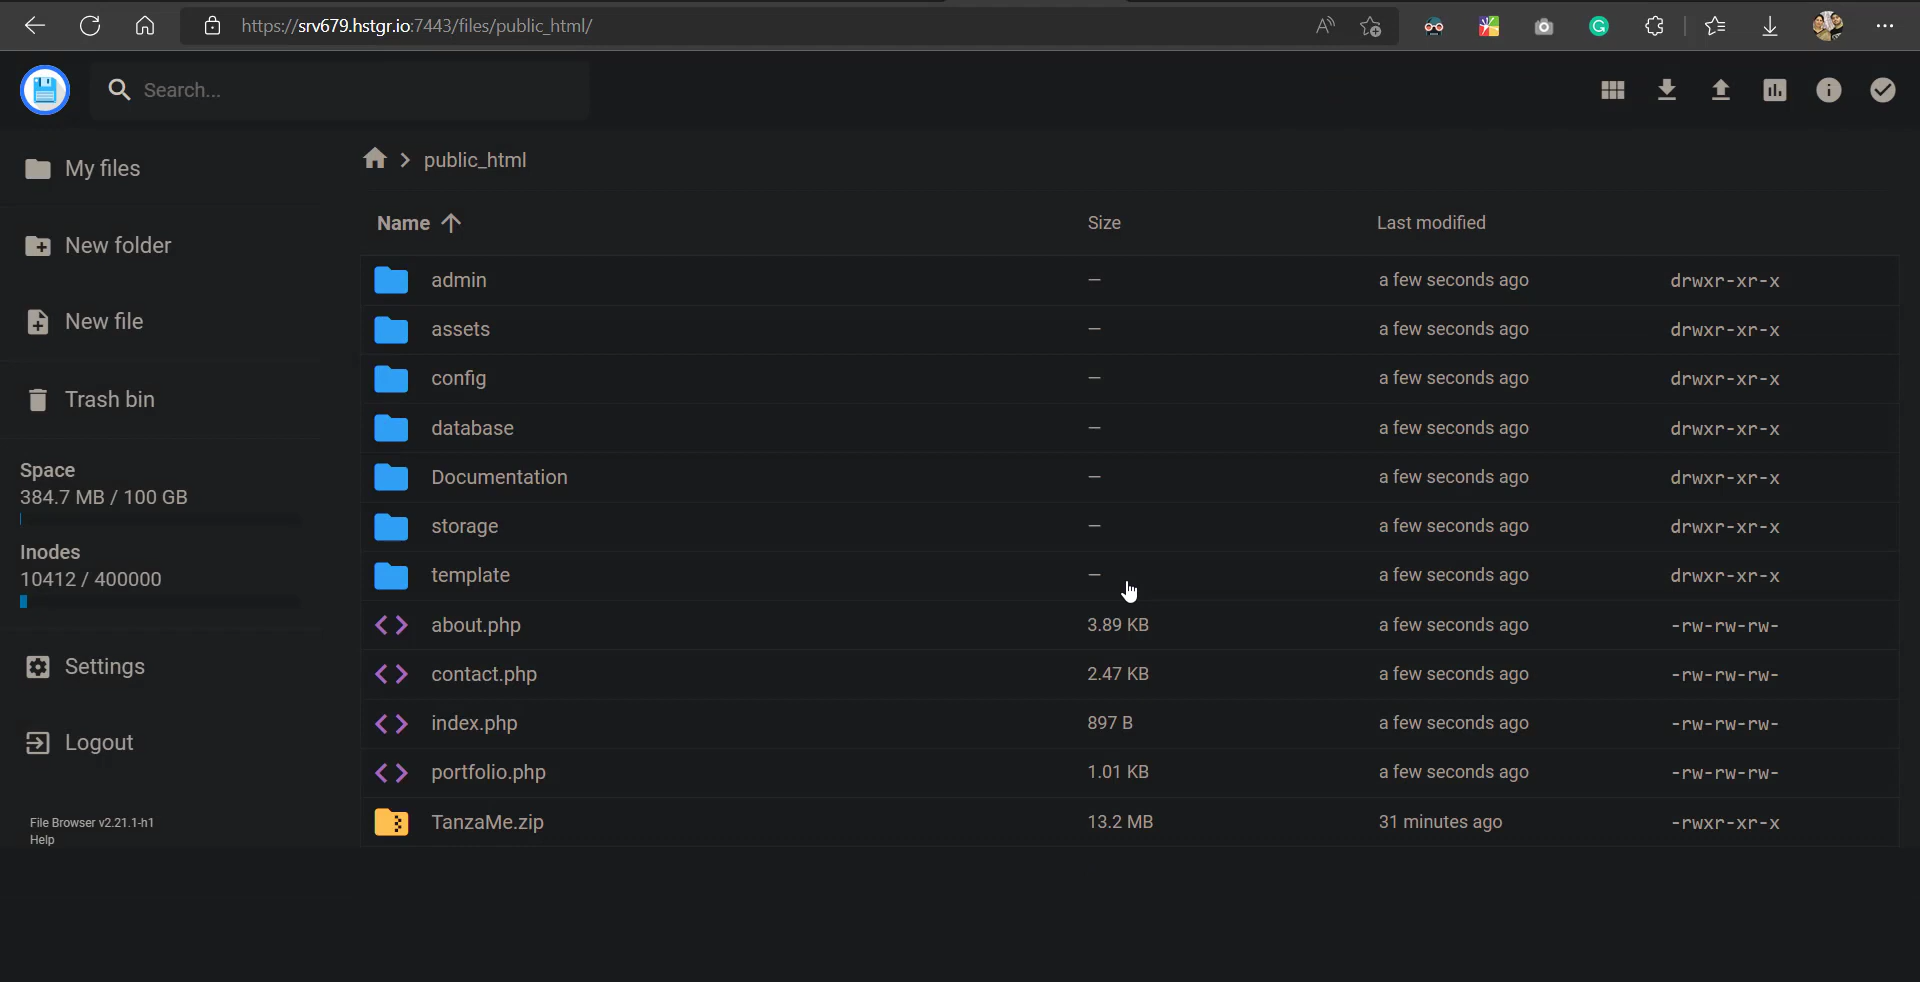 https://srv679.hstgr.io:7443/files/public_html/
Search...
My files
New folder
New file
Trash bin
Space
384.7 MB / 100 GB
Inodes
10412 / 400000
Settings
Logout
File Browser v2.21.1-h1
Help
public_html
Name Size Last modified
admin — a few seconds ago drwxr-xr-x
assets — a few seconds ago drwxr-xr-x
config — a few seconds ago drwxr-xr-x
database — a few seconds ago drwxr-xr-x
Documentation — a few seconds ago drwxr-xr-x
storage — a few seconds ago drwxr-xr-x
template — a few seconds ago drwxr-xr-x
about.php 3.89 KB a few seconds ago -rw-rw-rw-
contact.php 2.47 KB a few seconds ago -rw-rw-rw-
index.php 897 B a few seconds ago -rw-rw-rw-
portfolio.php 1.01 KB a few seconds ago -rw-rw-rw-
TanzaMe.zip 13.2 MB 31 minutes ago -rwxr-xr-x